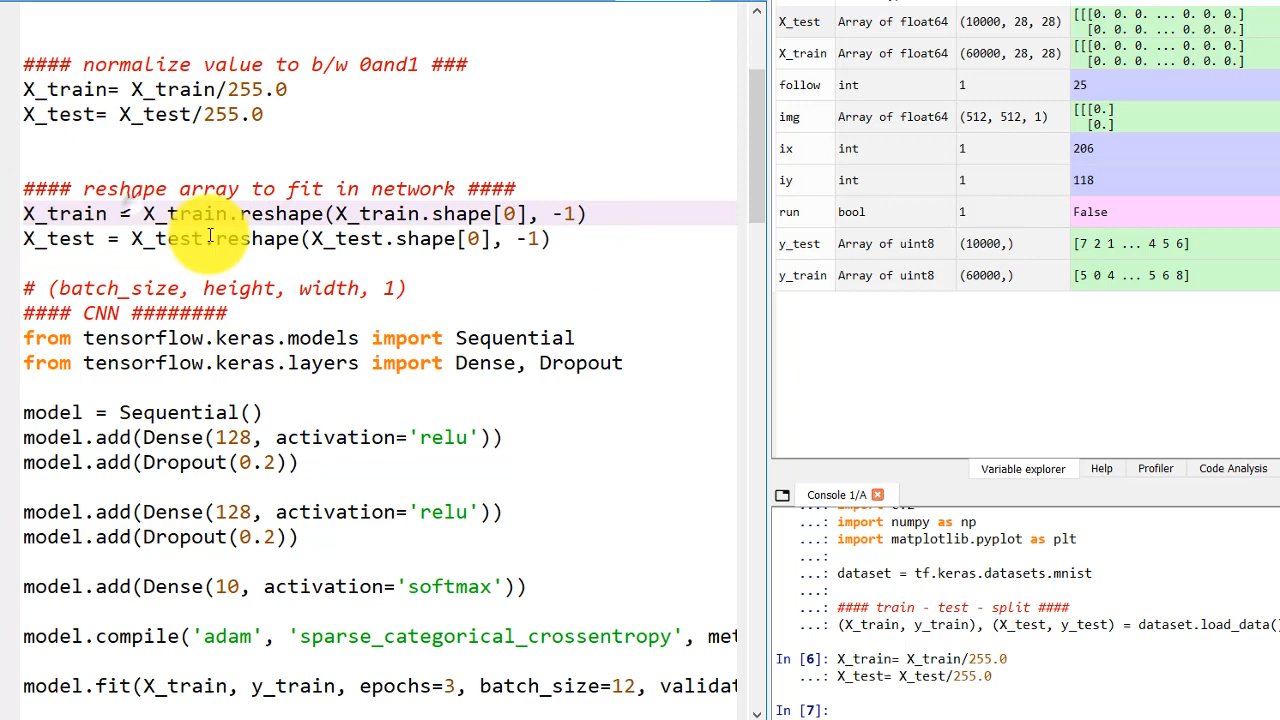 #### normalize value to b/w 0and1 ###
X_train= X_train/255.0
X_test= X_test/255.0
#### reshape array to fit in network ####
X_train = X_train.reshape(X_train.shape[0], -1)
X_test = X_test.reshape(X_test.shape[0], -1)
# (batch_size, height, width, 1)
#### CNN ########
from tensorflow.keras.models import Sequential
from tensorflow.keras.layers import Dense, Dropout
model = Sequential()
model.add(Dense(128, activation='relu'))
model.add(Dropout(0.2))
model.add(Dense(128, activation='relu'))
model.add(Dropout(0.2))
model.add(Dense(10, activation='softmax'))
model.compile('adam', 'sparse_categorical_crossentropy', met
model.fit(X_train, y_train, epochs=3, batch_size=12, validat
X_test Array of float64 (10000, 28, 28) [[[0. 0. 0. ... 0. 0. 0.]
[0. 0. 0. ... 0. 0. 0.]
X_train Array of float64 (60000, 28, 28) [[[0. 0. 0. ... 0. 0. 0.]
[0. 0. 0. ... 0. 0. 0.]
follow int 1 25
img Array of float64 (512, 512, 1) [[[0.]
[0.]
ix int 1 206
iy int 1 118
run bool 1 False
y_test Array of uint8 (10000,) [7 2 1 ... 4 5 6]
y_train Array of uint8 (60000,) [5 0 4 ... 5 6 8]
Variable explorer Help Profiler Code Analysis
Console 1/A
...: import numpy as np
...: import matplotlib.pyplot as plt
...:
...: dataset = tf.keras.datasets.mnist
...:
...: #### train - test - split ####
...: (X_train, y_train), (X_test, y_test) = dataset.load_data()
In [6]: X_train= X_train/255.0
...: X_test= X_test/255.0
In [7]: